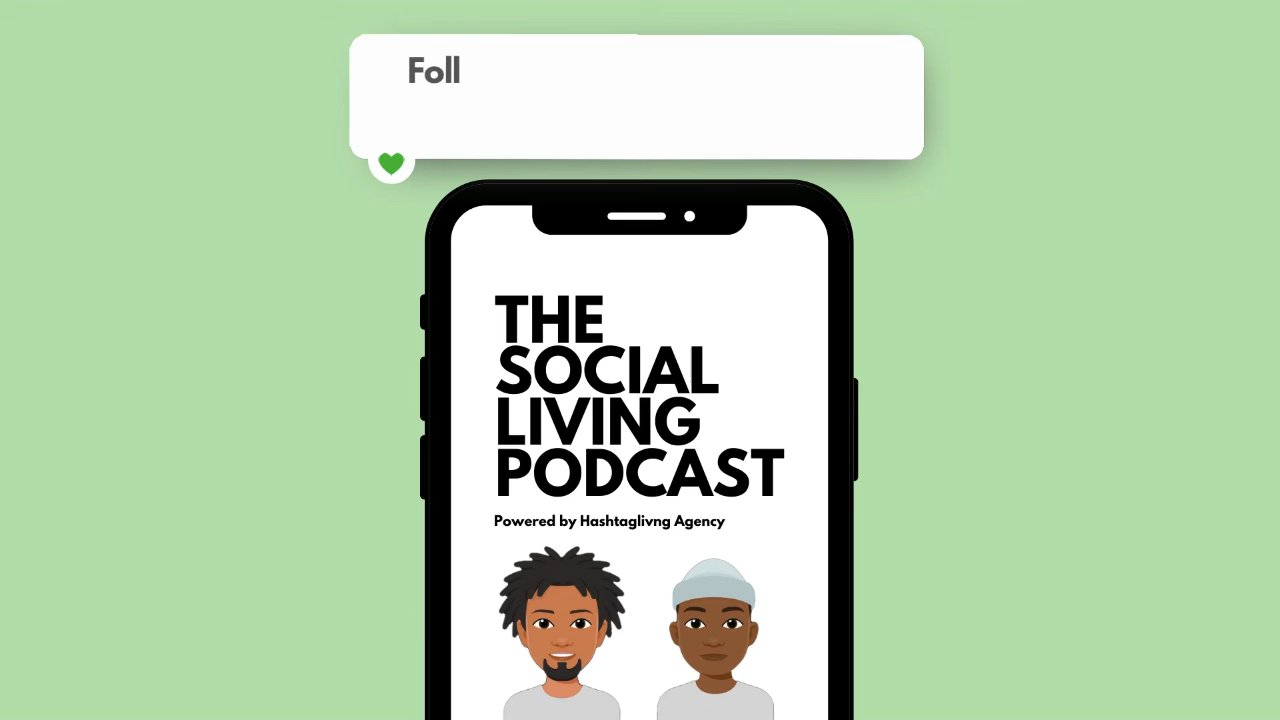 Foll
THE
SOCIAL
LIVING
PODCAST
Powered by Hashtaglivng Agency